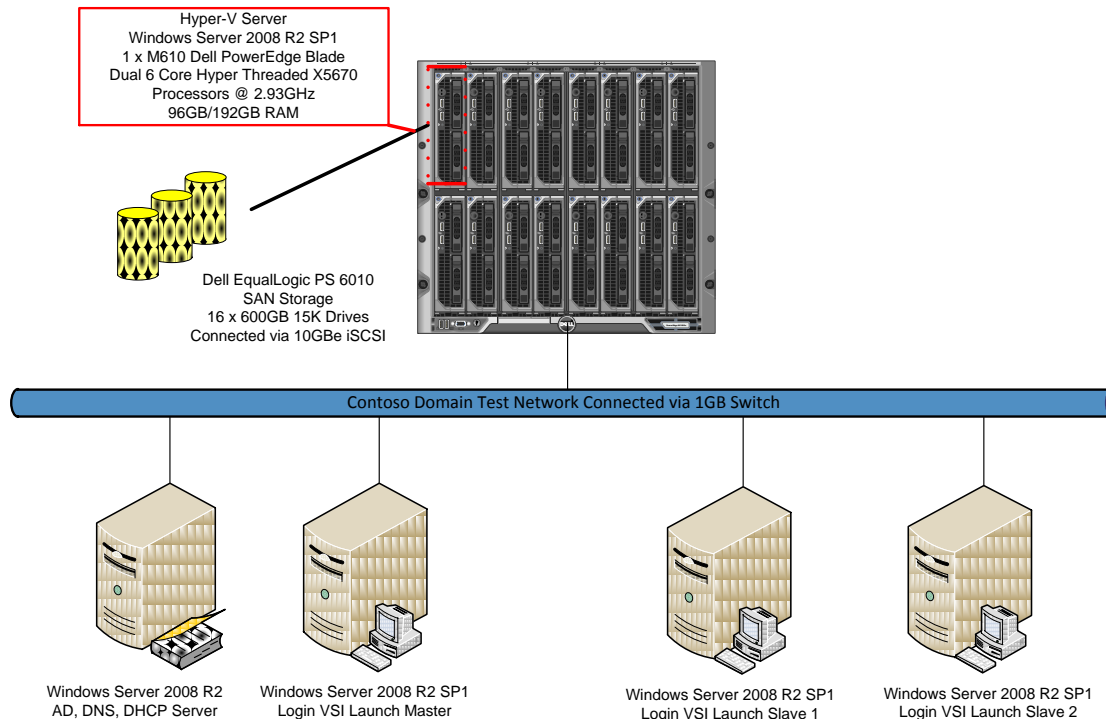 Hyper-V Server
Windows Server 2008 R2 SP1
1 x M610 Dell PowerEdge Blade
Dual 6 Core Hyper Threaded X5670
Processors @ 2.93GHz
96GB/192GB RAM
Dell EqualLogic PS 6010
SAN Storage
16 x 600GB 15K Drives
Connected via 10GBe iSCSI
DELL
Contoso Domain Test Network Connected via 1GB Switch
Windows Server 2008 R2
AD, DNS, DHCP Server
Windows Server 2008 R2 SP1
Login VSI Launch Master
Windows Server 2008 R2 SP1
Login VSI Launch Slave 1
Windows Server 2008 R2 SP1
Login VSI Launch Slave 2